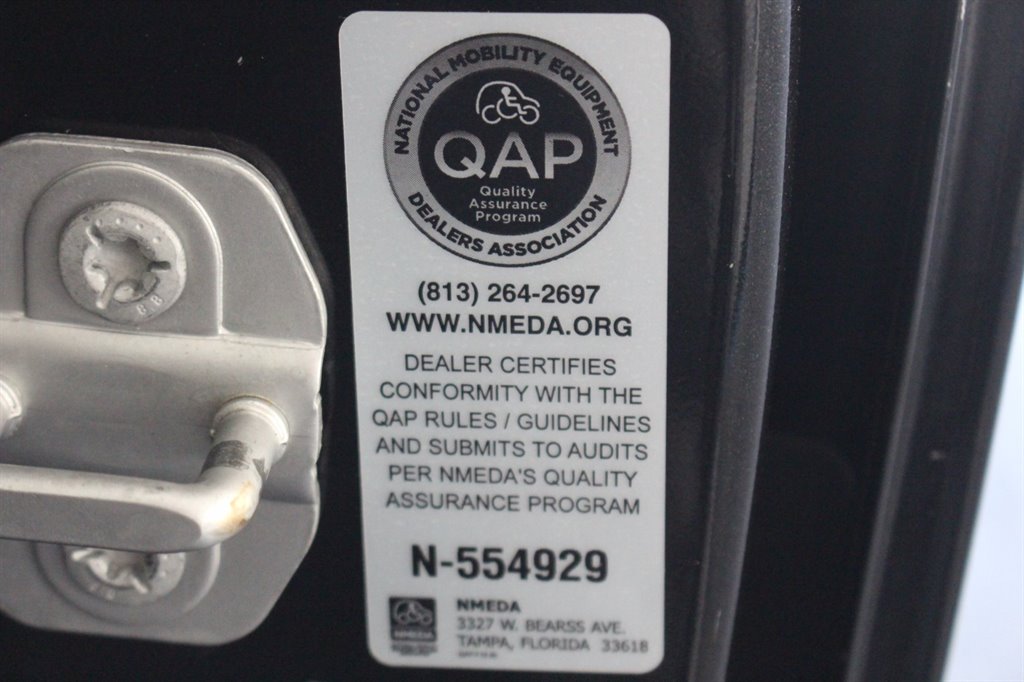 NATIONAL MOBILITY EQUIPMENT
QAP
Quality
Assurance
Program
DEALERS ASSOCIATION
(813) 264-2697
WWW.NMEDA.ORG
DEALER CERTIFIES
CONFORMITY WITH THE
QAP RULES / GUIDELINES
AND SUBMITS TO AUDITS
PER NMEDA'S QUALITY
ASSURANCE PROGRAM
N-554929
NMEDA
NMEDA
3327 W. BEARSS AVE.
TAMPA, FLORIDA 33618